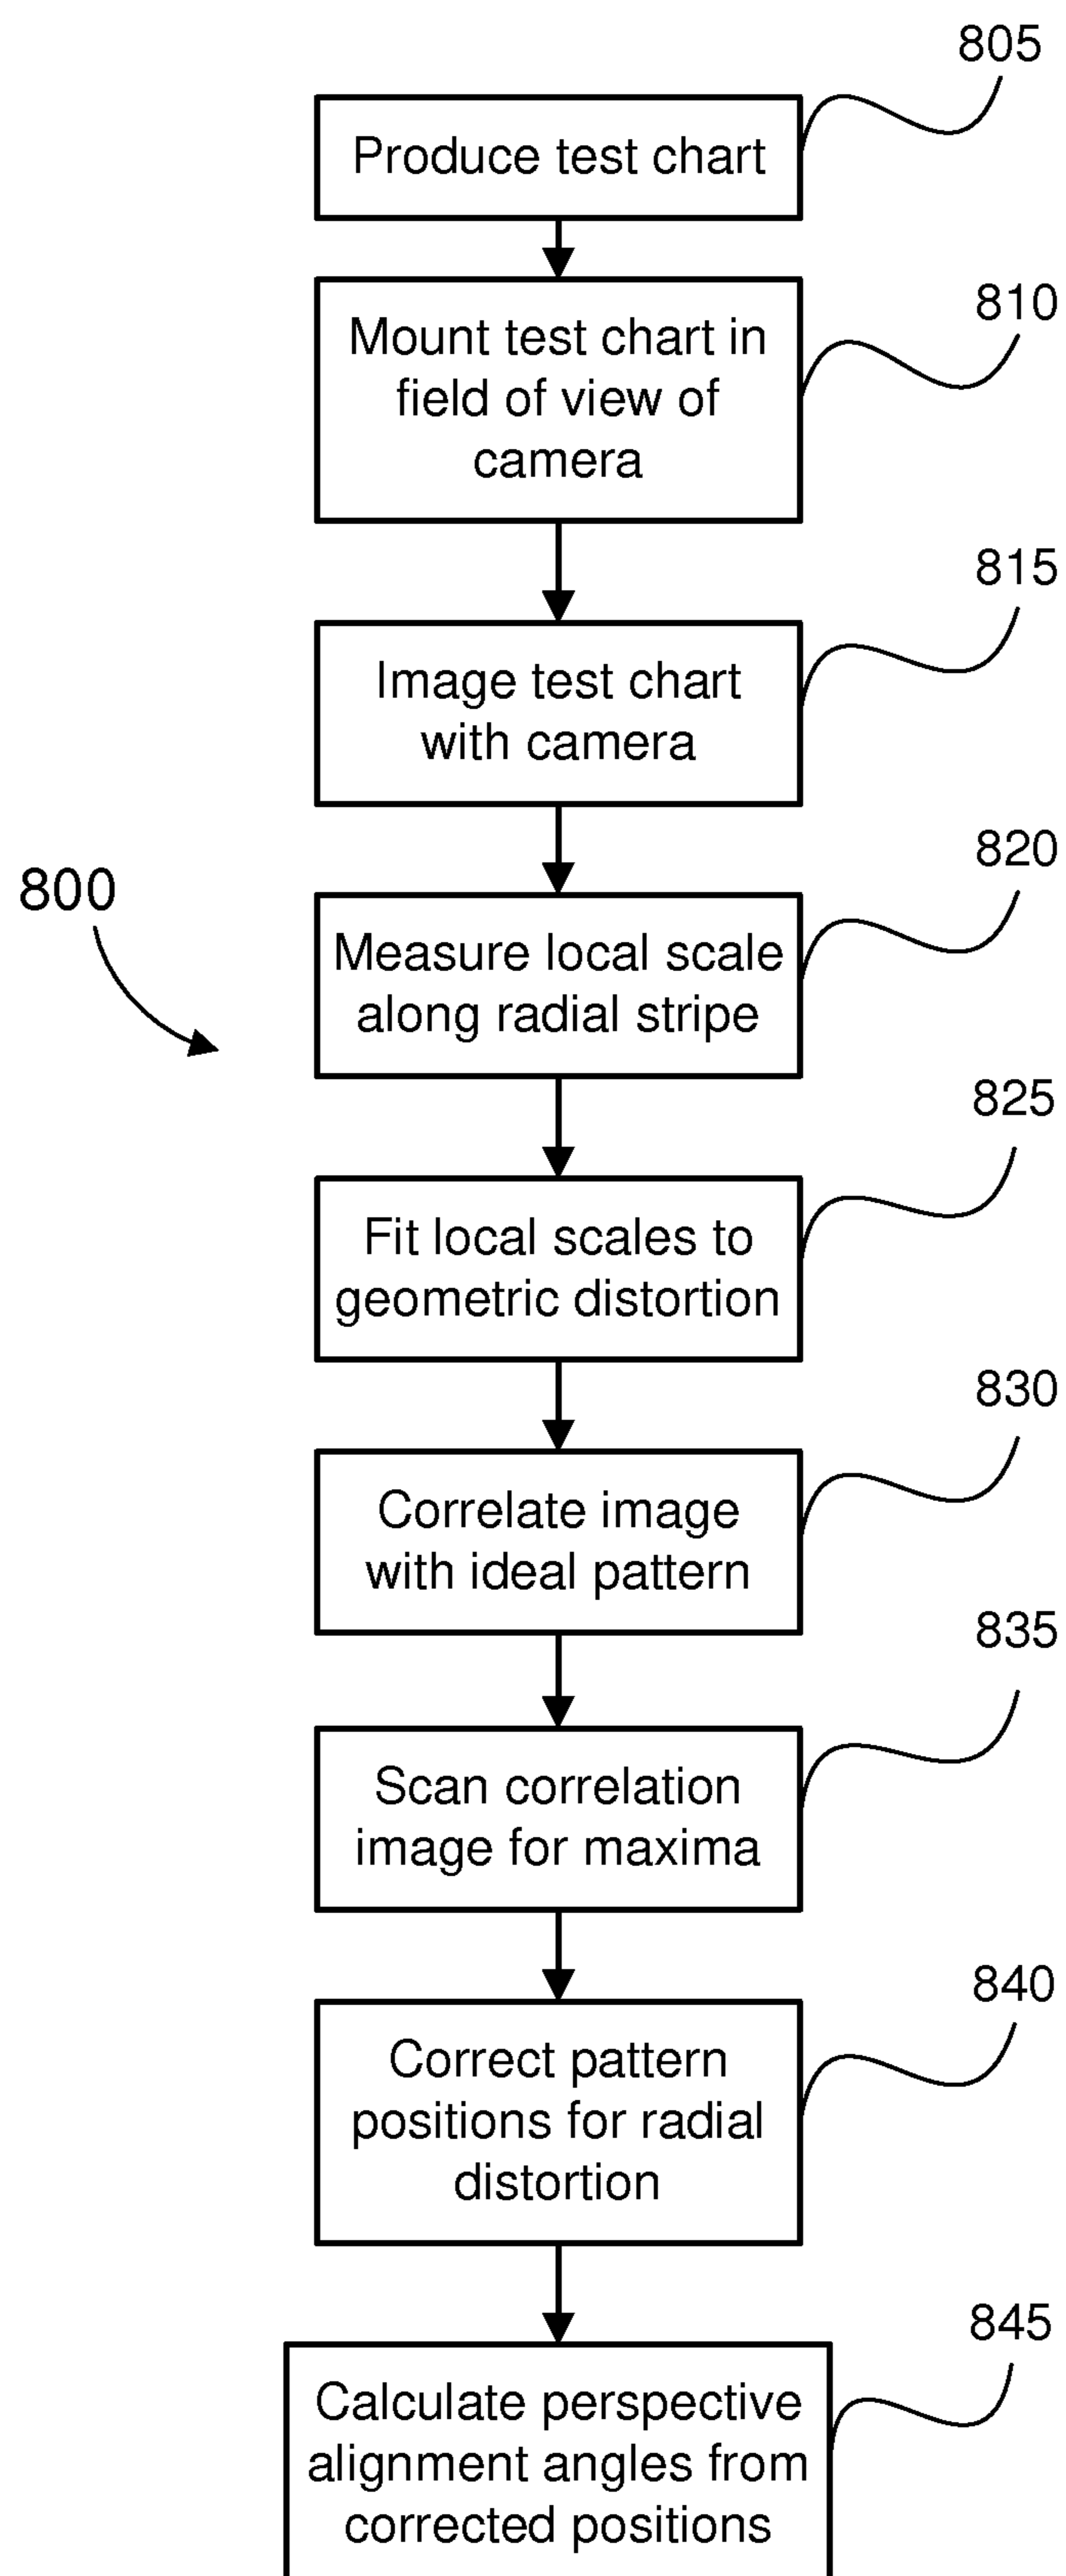 805
Produce test chart
810
Mount test chart in
field of view of
camera
815
Image test chart
with camera
820
800
Measure local scale
along radial stripe
825
Fit local scales to
geometric distortion
830
Correlate image
with ideal pattern
835
Scan correlation
image for maxima
840
Correct pattern
positions for radial
distortion
845
Calculate perspective
alignment angles from
corrected positions